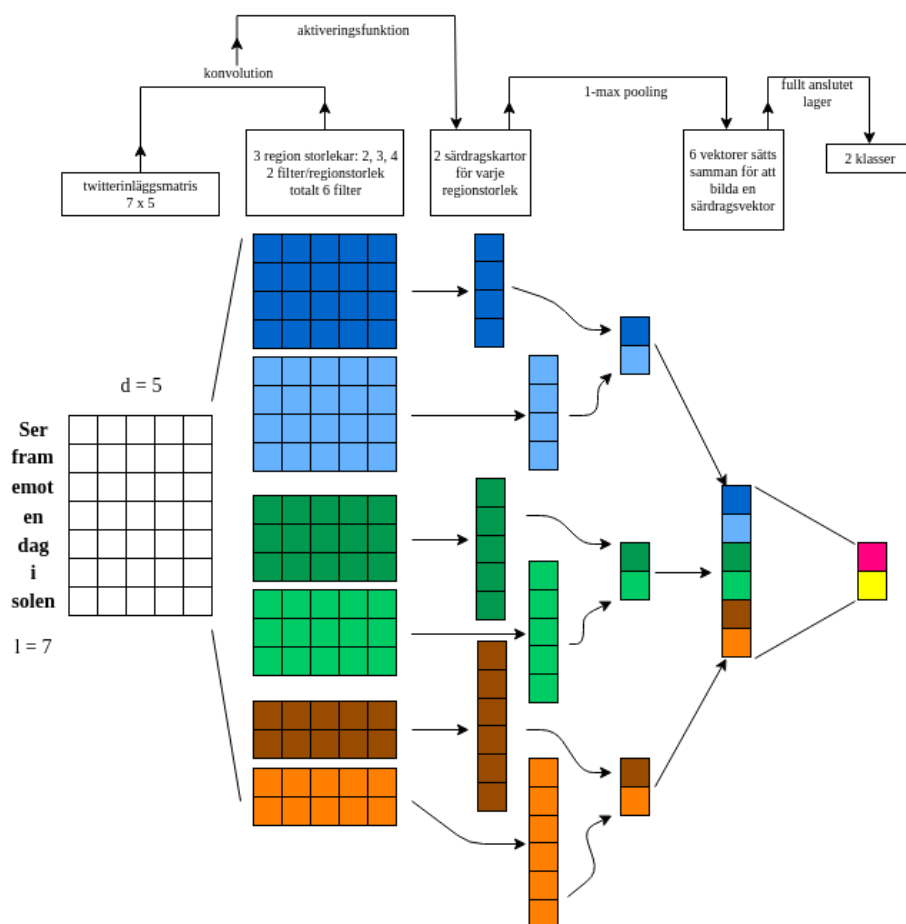 aktiveringsfunktion
konvolution
1-max pooling
fullt anslutet
lager
twitterinläggsmatris
7 x 5
3 region storlekar: 2, 3, 4
2 filter/regionstorlek
totalt 6 filter
2 särdragskartor
för varje
regionstorlek
6 vektorer sätts
samman för att
bilda en
särdragsvektor
2 klasser
d = 5
Ser
fram
emot
en
dag
i
solen
l = 7